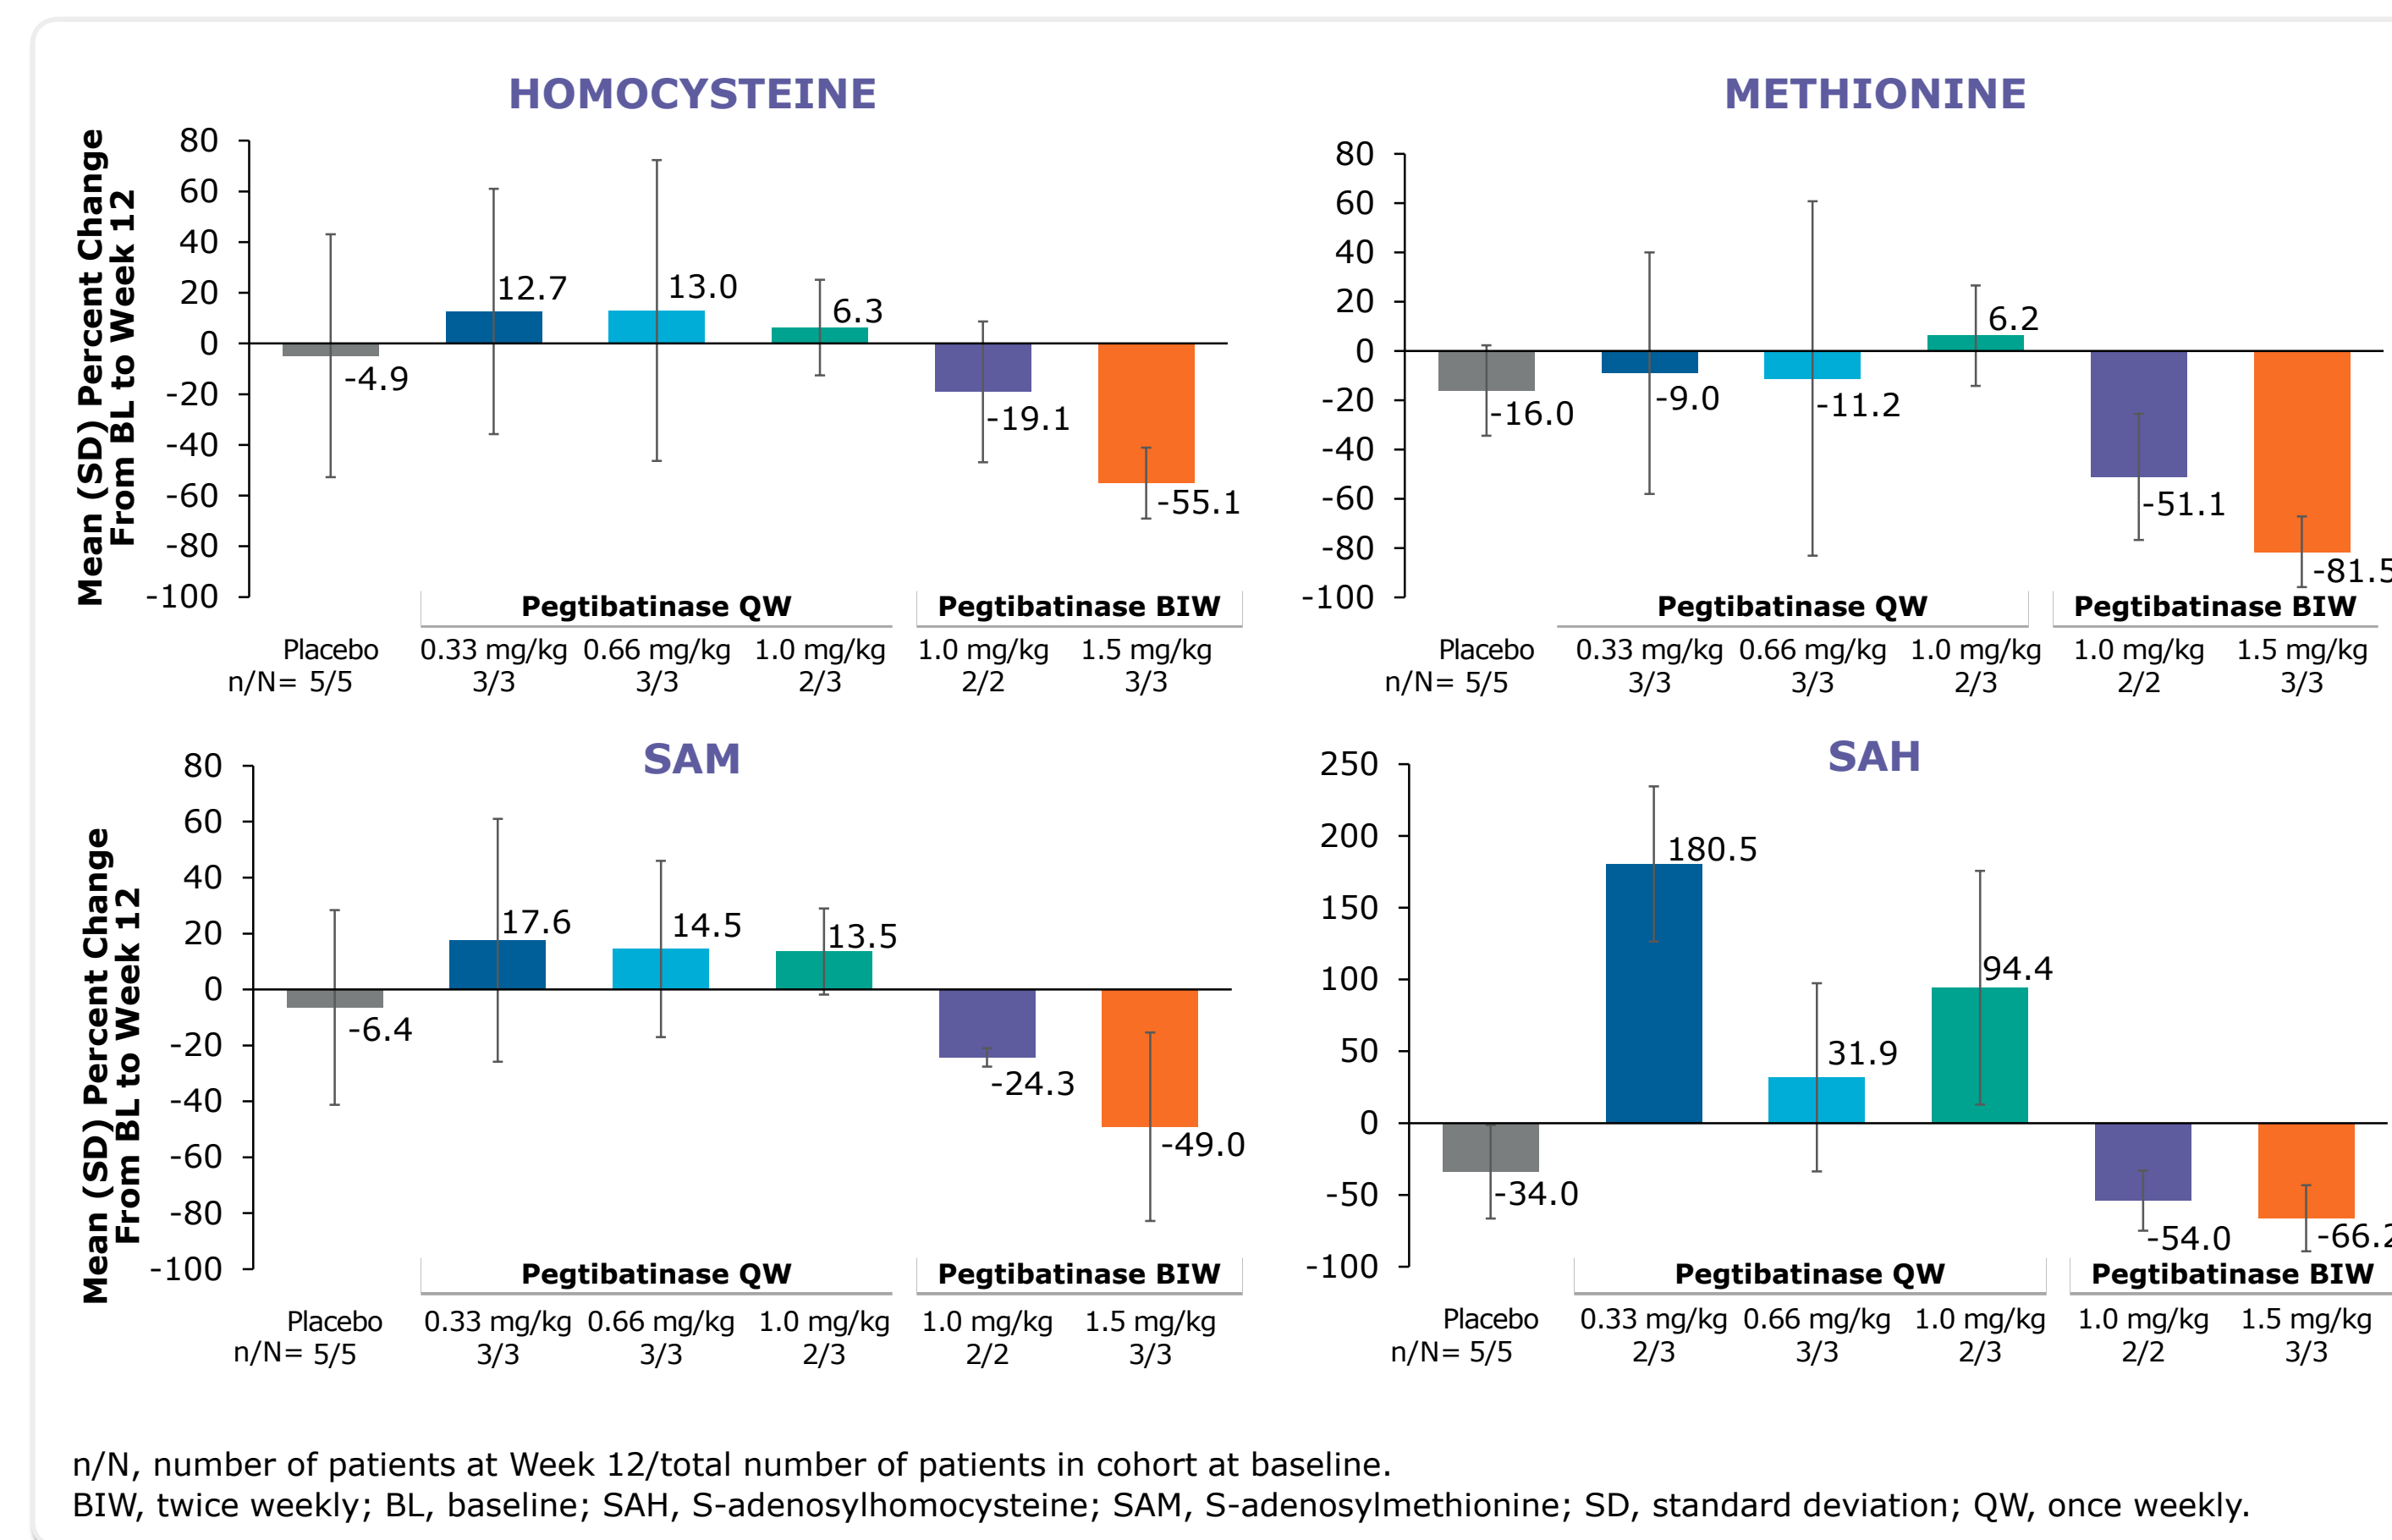 HOMOCYSTEINE
Mean (SD) Percent Change
From BL to Week 12
80
60
40
20
0
-20
-40
-60
-80
-100
-4.9
12.7
13.0
6.3
-19.1
-55.1
Pegtibatinase QW Pegtibatinase BIW
Placebo 0.33 mg/kg 0.66 mg/kg 1.0 mg/kg 1.0 mg/kg 1.5 mg/kg
n/N= 5/5 3/3 3/3 2/3 2/2 3/3
METHIONINE
80
60
40
20
0
-20
-40
-60
-80
-100
-16.0
-9.0
-11.2
6.2
-51.1
-81.5
Pegtibatinase QW Pegtibatinase BIW
Placebo 0.33 mg/kg 0.66 mg/kg 1.0 mg/kg 1.0 mg/kg 1.5 mg/kg
n/N= 5/5 3/3 3/3 2/3 2/2 3/3
SAM
Mean (SD) Percent Change
From BL to Week 12
80
60
40
20
0
-20
-40
-60
-80
-100
-6.4
17.6
14.5
13.5
-24.3
-49.0
Pegtibatinase QW Pegtibatinase BIW
Placebo 0.33 mg/kg 0.66 mg/kg 1.0 mg/kg 1.0 mg/kg 1.5 mg/kg
n/N= 5/5 3/3 3/3 2/3 2/2 3/3
SAH
250
200
150
100
50
0
-50
-100
-34.0
180.5
31.9
94.4
-54.0
-66.2
Pegtibatinase QW Pegtibatinase BIW
Placebo 0.33 mg/kg 0.66 mg/kg 1.0 mg/kg 1.0 mg/kg 1.5 mg/kg
n/N= 5/5 2/3 3/3 2/3 2/2 3/3
n/N, number of patients at Week 12/total number of patients in cohort at baseline.
BIW, twice weekly; BL, baseline; SAH, S-adenosylhomocysteine; SAM, S-adenosylmethionine; SD, standard deviation; QW, once weekly.